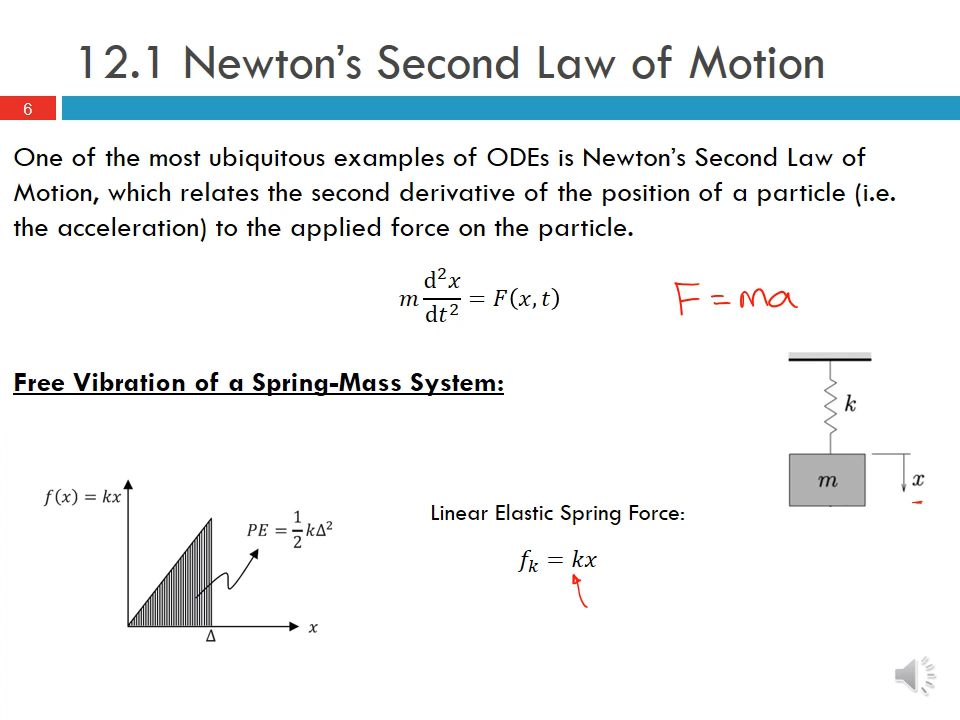 12.1 Newton's Second Law of Motion
6
One of the most ubiquitous examples of ODEs is Newton's Second Law of
Motion, which relates the second derivative of the position of a particle (i.e.
the acceleration) to the applied force on the particle.
m d²x/dt² = F(x, t)
F = ma
Free Vibration of a Spring-Mass System:
k
m
x
f(x) = kx
PE = 1/2 kΔ²
Δ
x
Linear Elastic Spring Force:
fₖ = kx